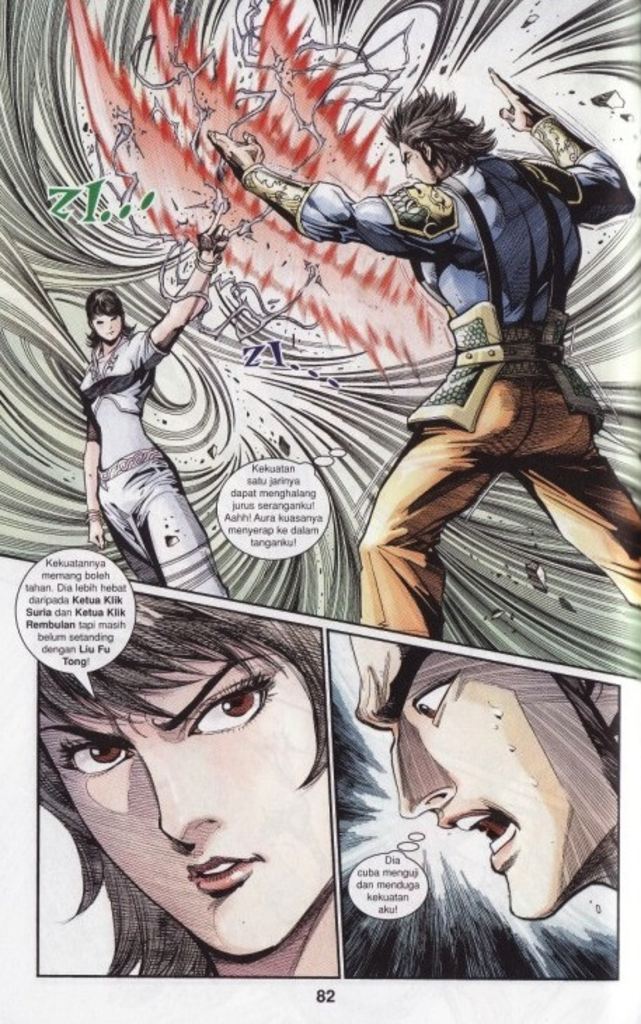 ZI...
ZI....
Kekuatan
satu jarinya
dapat menghalang
jurus seranganku!
Aahh! Aura kuasanya
menyerap ke dalam
tanganku!
Kekuatannya
memang boleh
tahan. Dia lebih hebat
daripada Ketua Klik
Suria dan Ketua Klik
Rembulan tapi masih
belum setanding
dengan Liu Fu
Tong!
Dia
cuba menguji
dan menduga
kekuatan
aku!
82